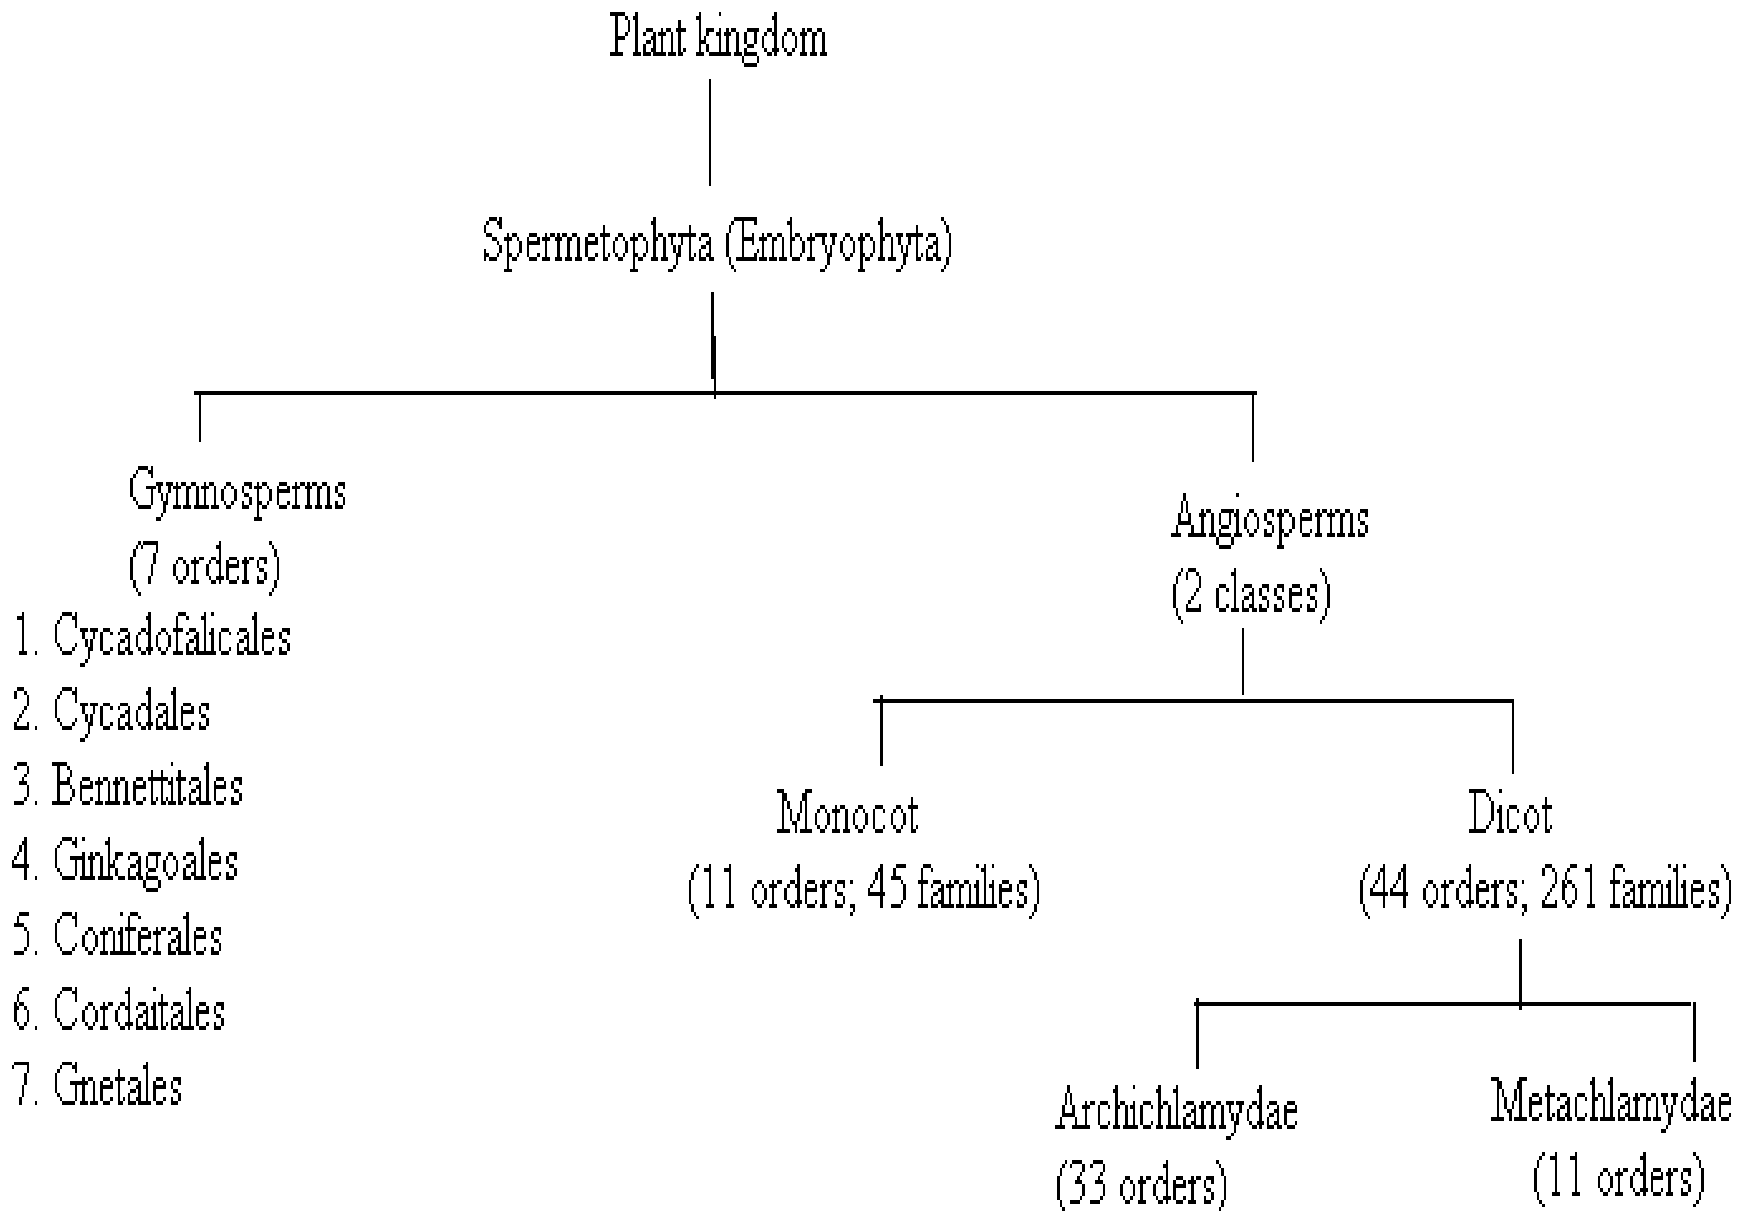 Plant kingdom
Spermetophyta (Embryophyta)
Gymnosperms
(7 orders)
1. Cycadofalicales
2. Cycadales
3. Bennettitales
4. Ginkagoales
5. Coniferales
6. Cordaitales
7. Gnetales
Angiosperms
(2 classes)
Monocot
(11 orders; 45 families)
Dicot
(44 orders; 261 families)
Archichlamydae
(33 orders)
Metachlamydae
(11 orders)